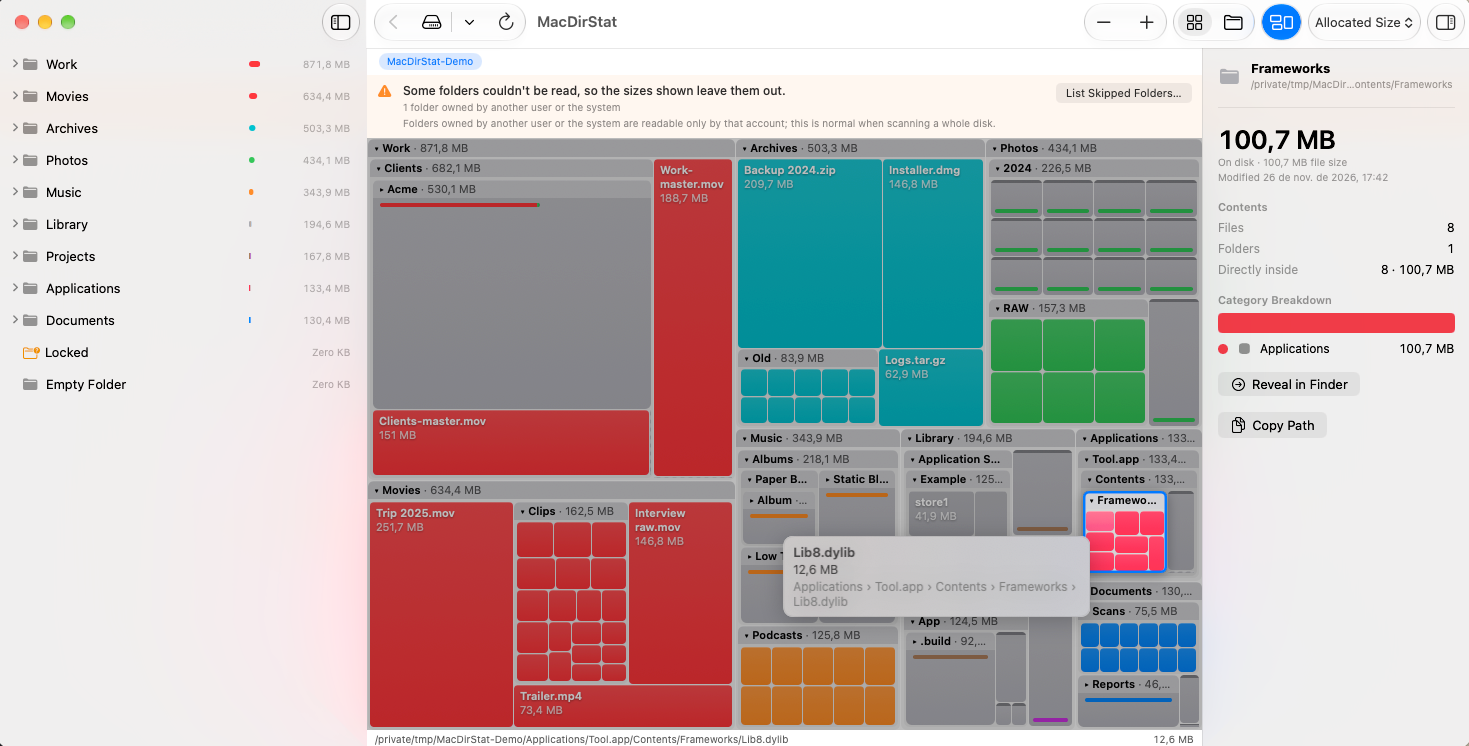 MacDirStat
Allocated Size
Work 871,8 MB
Movies 634,4 MB
Archives 503,3 MB
Photos 434,1 MB
Music 343,9 MB
Library 194,6 MB
Projects 167,8 MB
Applications 133,4 MB
Documents 130,4 MB
Locked Zero KB
Empty Folder Zero KB
MacDirStat-Demo
Some folders couldn't be read, so the sizes shown leave them out.
1 folder owned by another user or the system
Folders owned by another user or the system are readable only by that account; this is normal when scanning a whole disk.
List Skipped Folders...
Work · 871,8 MB
Clients · 682,1 MB
Acme · 530,1 MB
Work-
master.mov
188,7 MB
Clients-master.mov
151 MB
Movies · 634,4 MB
Trip 2025.mov
251,7 MB
Clips · 162,5 MB
Interview
raw.mov
146,8 MB
Trailer.mp4
73,4 MB
Archives · 503,3 MB
Backup 2024.zip
209,7 MB
Installer.dmg
146,8 MB
Old · 83,9 MB
Logs.tar.gz
62,9 MB
Photos · 434,1 MB
2024 · 226,5 MB
RAW · 157,3 MB
Music · 343,9 MB
Albums · 218,1 MB
Paper B...
Static Bl...
Album ·...
Low
Podcasts · 125,8 MB
Library · 194,6 MB
Application S...
Example · 125...
store1
41,9 MB
App · 124,5 MB
.build · 92,...
Applications · 133...
Tool.app · 133,4...
Contents · 133,...
Framewo...
Documents · 130,...
Scans · 75,5 MB
Reports · 46,...
Lib8.dylib
12,6 MB
Applications › Tool.app › Contents › Frameworks ›
Lib8.dylib
/private/tmp/MacDirStat-Demo/Applications/Tool.app/Contents/Frameworks/Lib8.dylib 12,6 MB
Frameworks
/private/tmp/MacDir...ontents/Frameworks
100,7 MB
On disk · 100,7 MB file size
Modified 26 de nov. de 2026, 17:42
Contents
Files 8
Folders 1
Directly inside 8 · 100,7 MB
Category Breakdown
Applications 100,7 MB
Reveal in Finder
Copy Path